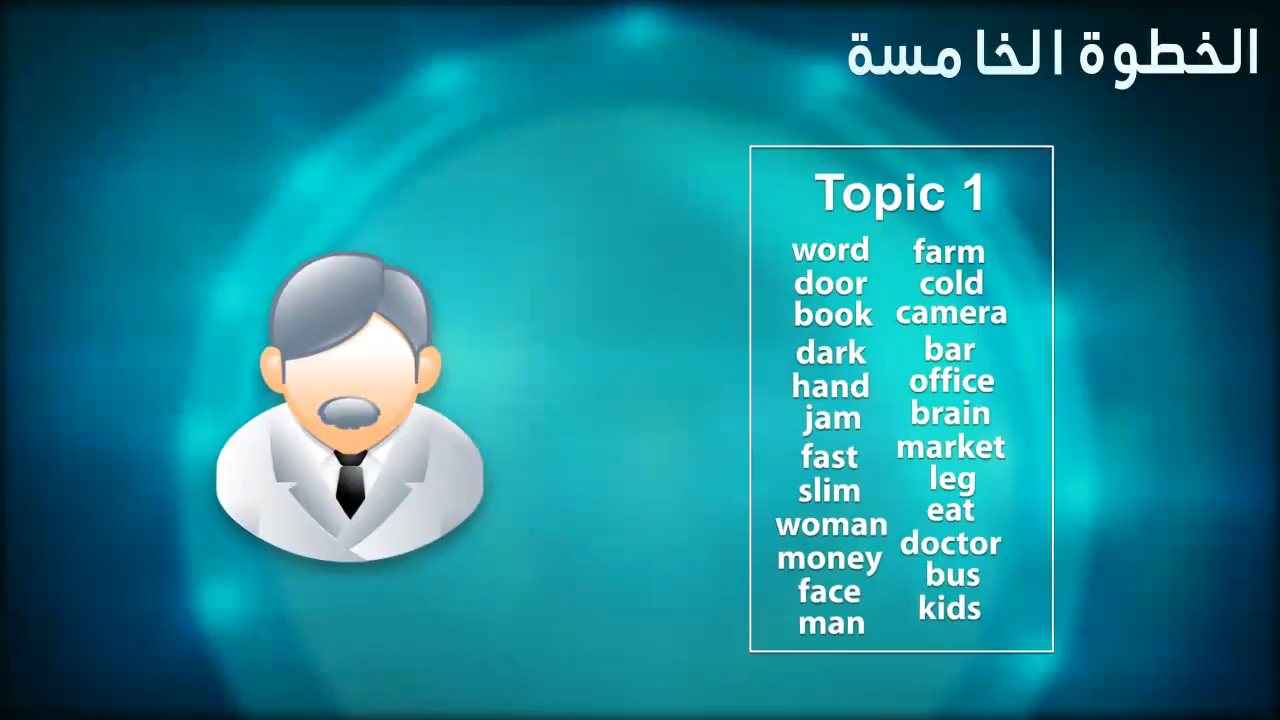 الخطوة الخامسة
Topic 1
word
door
book
dark
hand
jam
fast
slim
woman
money
face
man
farm
cold
camera
bar
office
brain
market
leg
eat
doctor
bus
kids